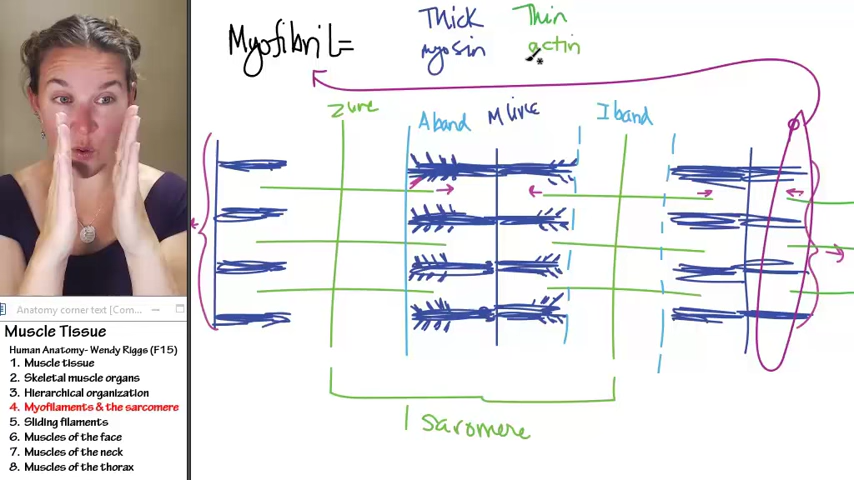 Myofibril=
Thick
myosin
Thin
actin
Z line
A band
M line
I band
1 saromere
Anatomy corner text [Com...
Muscle Tissue
Human Anatomy- Wendy Riggs (F15)
1. Muscle tissue
2. Skeletal muscle organs
3. Hierarchical organization
4. Myofilaments & the sarcomere
5. Sliding filaments
6. Muscles of the face
7. Muscles of the neck
8. Muscles of the thorax